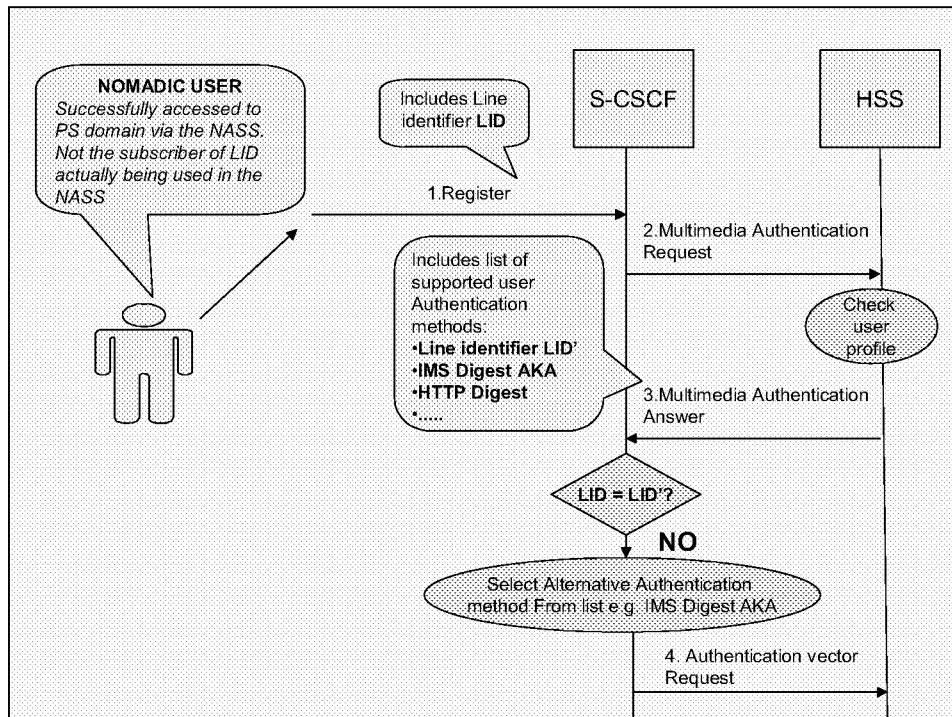 NOMADIC USER
Successfully accessed to
PS domain via the NASS.
Not the subscriber of LID
actually being used in the
NASS
Includes Line
identifier LID
S-CSCF
HSS
1.Register
2.Multimedia Authentication
Request
Includes list of
supported user
Authentication
methods:
•Line identifier LID'
•IMS Digest AKA
•HTTP Digest
•.....
Check
user
profile
3.Multimedia Authentication
Answer
LID = LID'?
NO
Select Alternative Authentication
method From list e.g. IMS Digest AKA
4. Authentication vector
Request